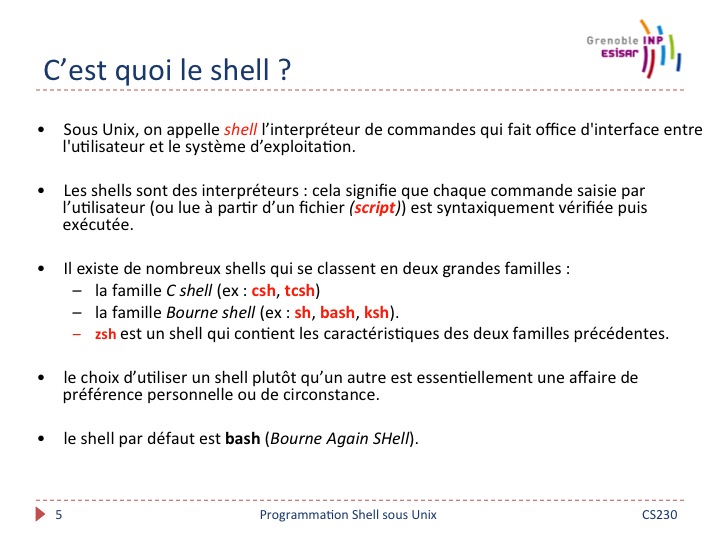 Grenoble INP
ESISAR
C’est quoi le shell ?
• Sous Unix, on appelle shell l’interpréteur de commandes qui fait office d'interface entre
l'utilisateur et le système d’exploitation.
• Les shells sont des interpréteurs : cela signifie que chaque commande saisie par
l’utilisateur (ou lue à partir d’un fichier (script)) est syntaxiquement vérifiée puis
exécutée.
• Il existe de nombreux shells qui se classent en deux grandes familles :
– la famille C shell (ex : csh, tcsh)
– la famille Bourne shell (ex : sh, bash, ksh).
– zsh est un shell qui contient les caractéristiques des deux familles précédentes.
• le choix d’utiliser un shell plutôt qu’un autre est essentiellement une affaire de
préférence personnelle ou de circonstance.
• le shell par défaut est bash (Bourne Again SHell).
5 Programmation Shell sous Unix CS230